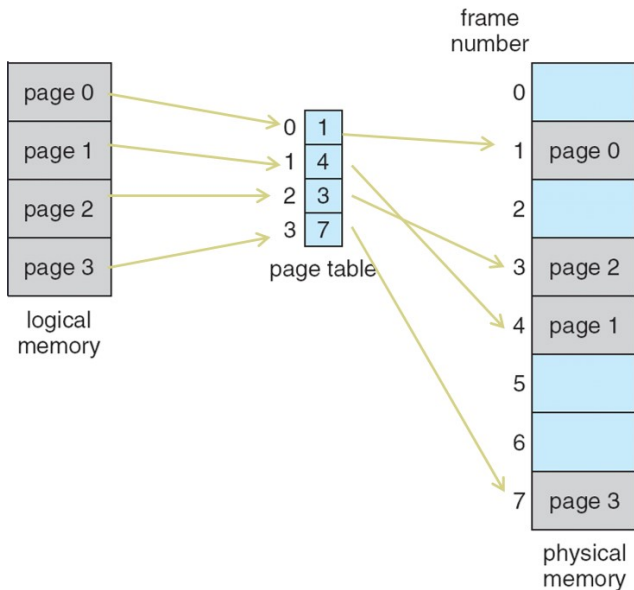 frame
number
page 0
page 1
page 2
page 3
logical
memory
0 1
1 4
2 3
3 7
page table
0
1 page 0
2
3 page 2
4 page 1
5
6
7 page 3
physical
memory